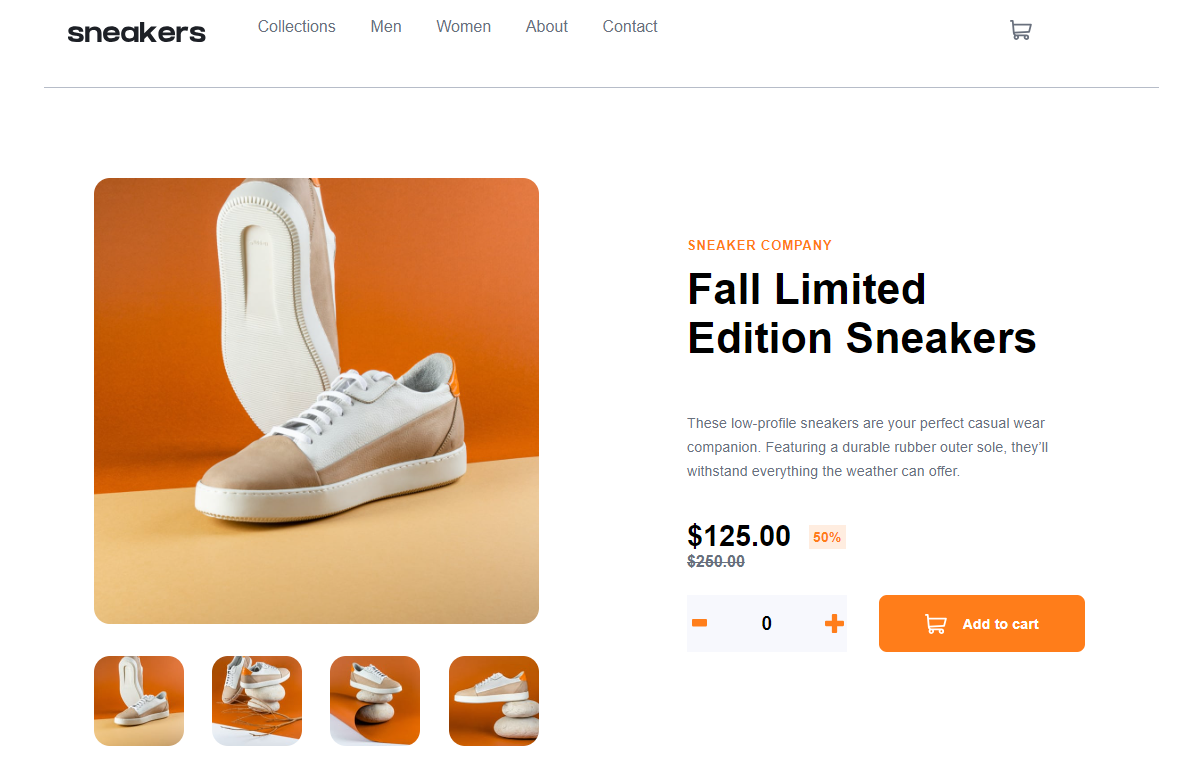 sneakers
Collections Men Women About Contact
SNEAKER COMPANY
Fall Limited
Edition Sneakers
These low-profile sneakers are your perfect casual wear
companion. Featuring a durable rubber outer sole, they’ll
withstand everything the weather can offer.
$125.00 50%
$250.00
0 Add to cart